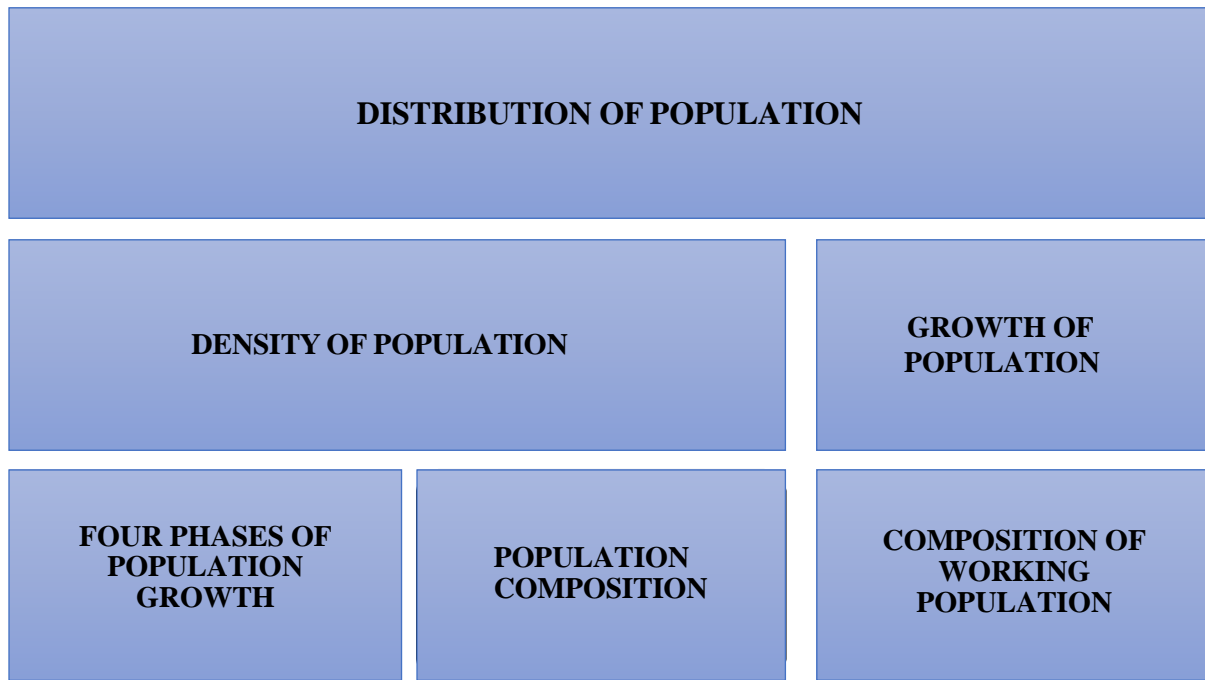 DISTRIBUTION OF POPULATION
DENSITY OF POPULATION
GROWTH OF
POPULATION
FOUR PHASES OF
POPULATION
GROWTH
POPULATION
COMPOSITION
COMPOSITION OF
WORKING
POPULATION